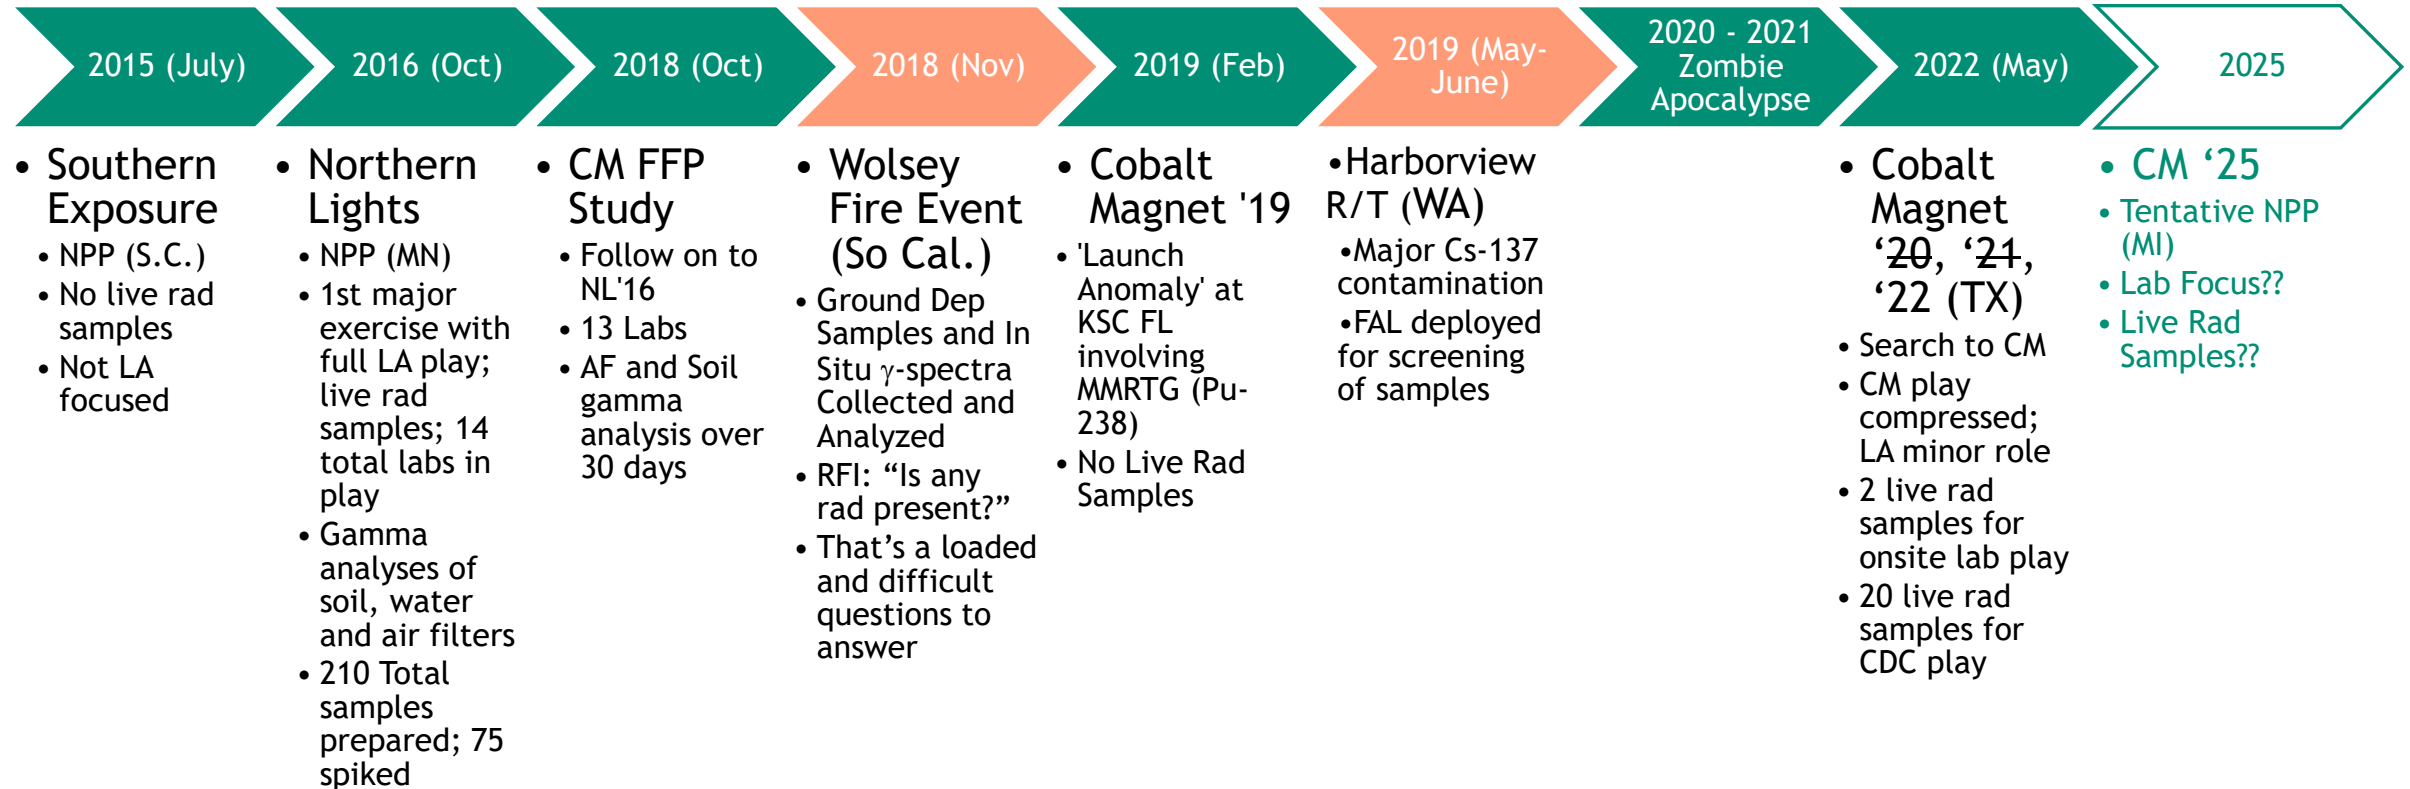 2015 (July)
2016 (Oct)
2018 (Oct)
2018 (Nov)
2019 (Feb)
2019 (May-
June)
2020 - 2021
Zombie
Apocalypse
2022 (May)
2025
• Southern
Exposure
• NPP (S.C.)
• No live rad
samples
• Not LA
focused
• Northern
Lights
• NPP (MN)
• 1st major
exercise with
full LA play;
live rad
samples; 14
total labs in
play
• Gamma
analyses of
soil, water
and air filters
• 210 Total
samples
prepared; 75
spiked
• CM FFP
Study
• Follow on to
NL'16
• 13 Labs
• AF and Soil
gamma
analysis over
30 days
• Wolsey
Fire Event
(So Cal.)
• Ground Dep
Samples and In
Situ γ-spectra
Collected and
Analyzed
• RFI: “Is any
rad present?”
• That’s a loaded
and difficult
questions to
answer
• Cobalt
Magnet '19
• 'Launch
Anomaly' at
KSC FL
involving
MMRTG (Pu-
238)
• No Live Rad
Samples
•Harborview
R/T (WA)
•Major Cs-137
contamination
•FAL deployed
for screening
of samples
• Cobalt
Magnet
‘20, ‘21,
‘22 (TX)
• Search to CM
• CM play
compressed;
LA minor role
• 2 live rad
samples for
onsite lab play
• 20 live rad
samples for
CDC play
• CM ‘25
• Tentative NPP
(MI)
• Lab Focus??
• Live Rad
Samples??